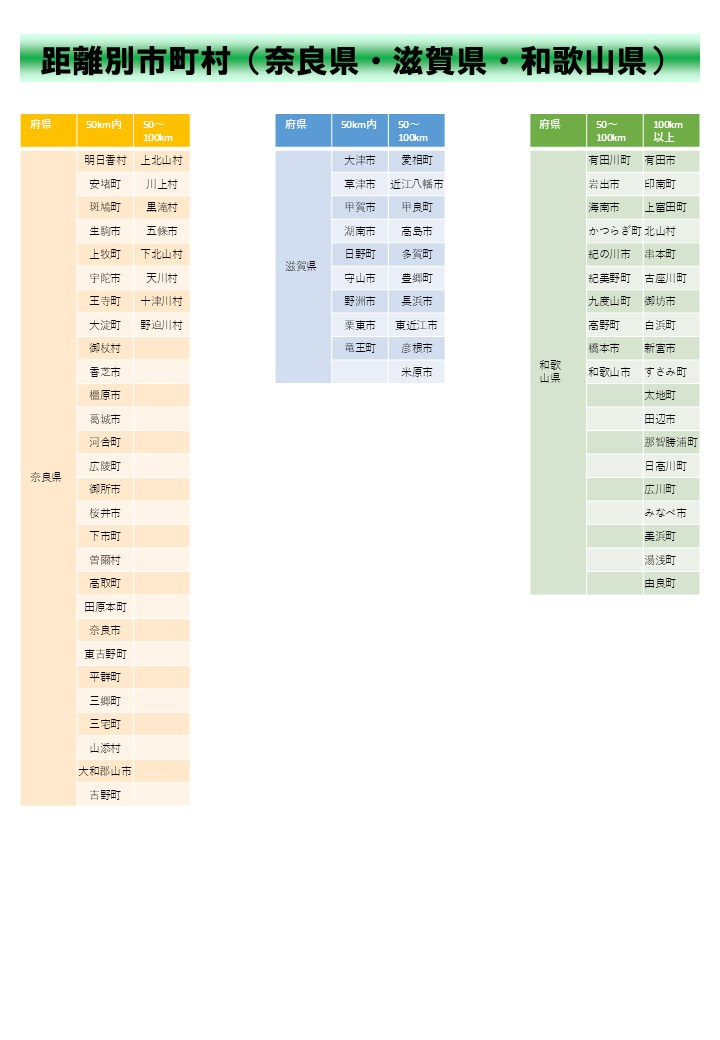 距離別市町村（奈良県・滋賀県・和歌山県）
府県 50km内 50～
100km
奈良県
明日香村 上北山村
安堵町 川上村
斑鳩町 黒滝村
生駒市 五條市
上牧町 下北山村
宇陀市 天川村
王寺町 十津川村
大淀町 野迫川村
御杖村
香芝市
橿原市
葛城市
河合町
広陵町
御所市
桜井市
下市町
曽爾村
高取町
田原本町
奈良市
東吉野町
平群町
三郷町
三宅町
山添村
大和郡山市
吉野町
府県 50km内 50～
100km
滋賀県
大津市 愛相町
草津市 近江八幡市
甲賀市 甲良町
湖南市 高島市
日野町 多賀町
守山市 豊郷町
野洲市 長浜市
栗東市 東近江市
竜王町 彦根市
米原市
府県 50～
100km 100km
以上
和歌
山県
有田川町 有田市
岩出市 印南町
海南市 上富田町
かつらぎ町 北山村
紀の川市 串本町
紀美野町 古座川町
九度山町 御坊市
高野町 白浜町
橋本市 新宮市
和歌山市 すさみ町
太地町
田辺市
那智勝浦町
日高川町
広川町
みなべ市
美浜町
湯浅町
由良町